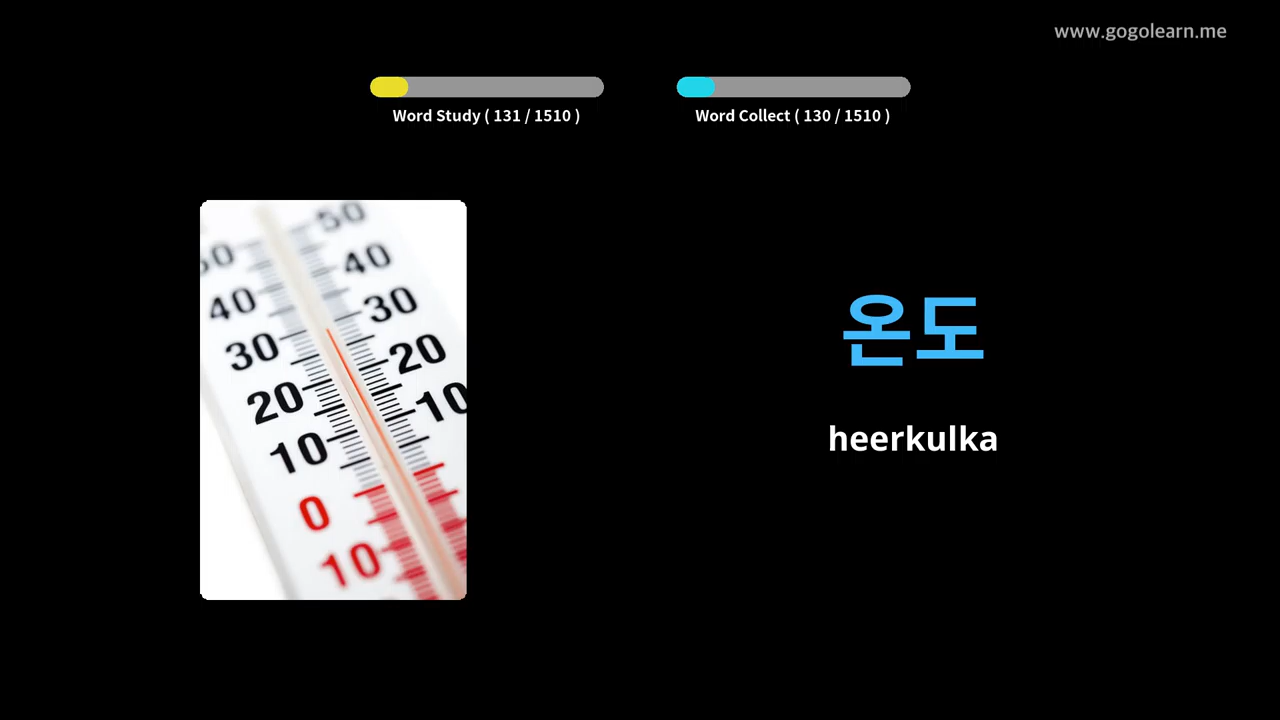 www.gogolearn.me
Word Study ( 131 / 1510 )
Word Collect ( 130 / 1510 )
50
50
40
40
30
30
20
20
10
10
0
10
온도
heerkulka